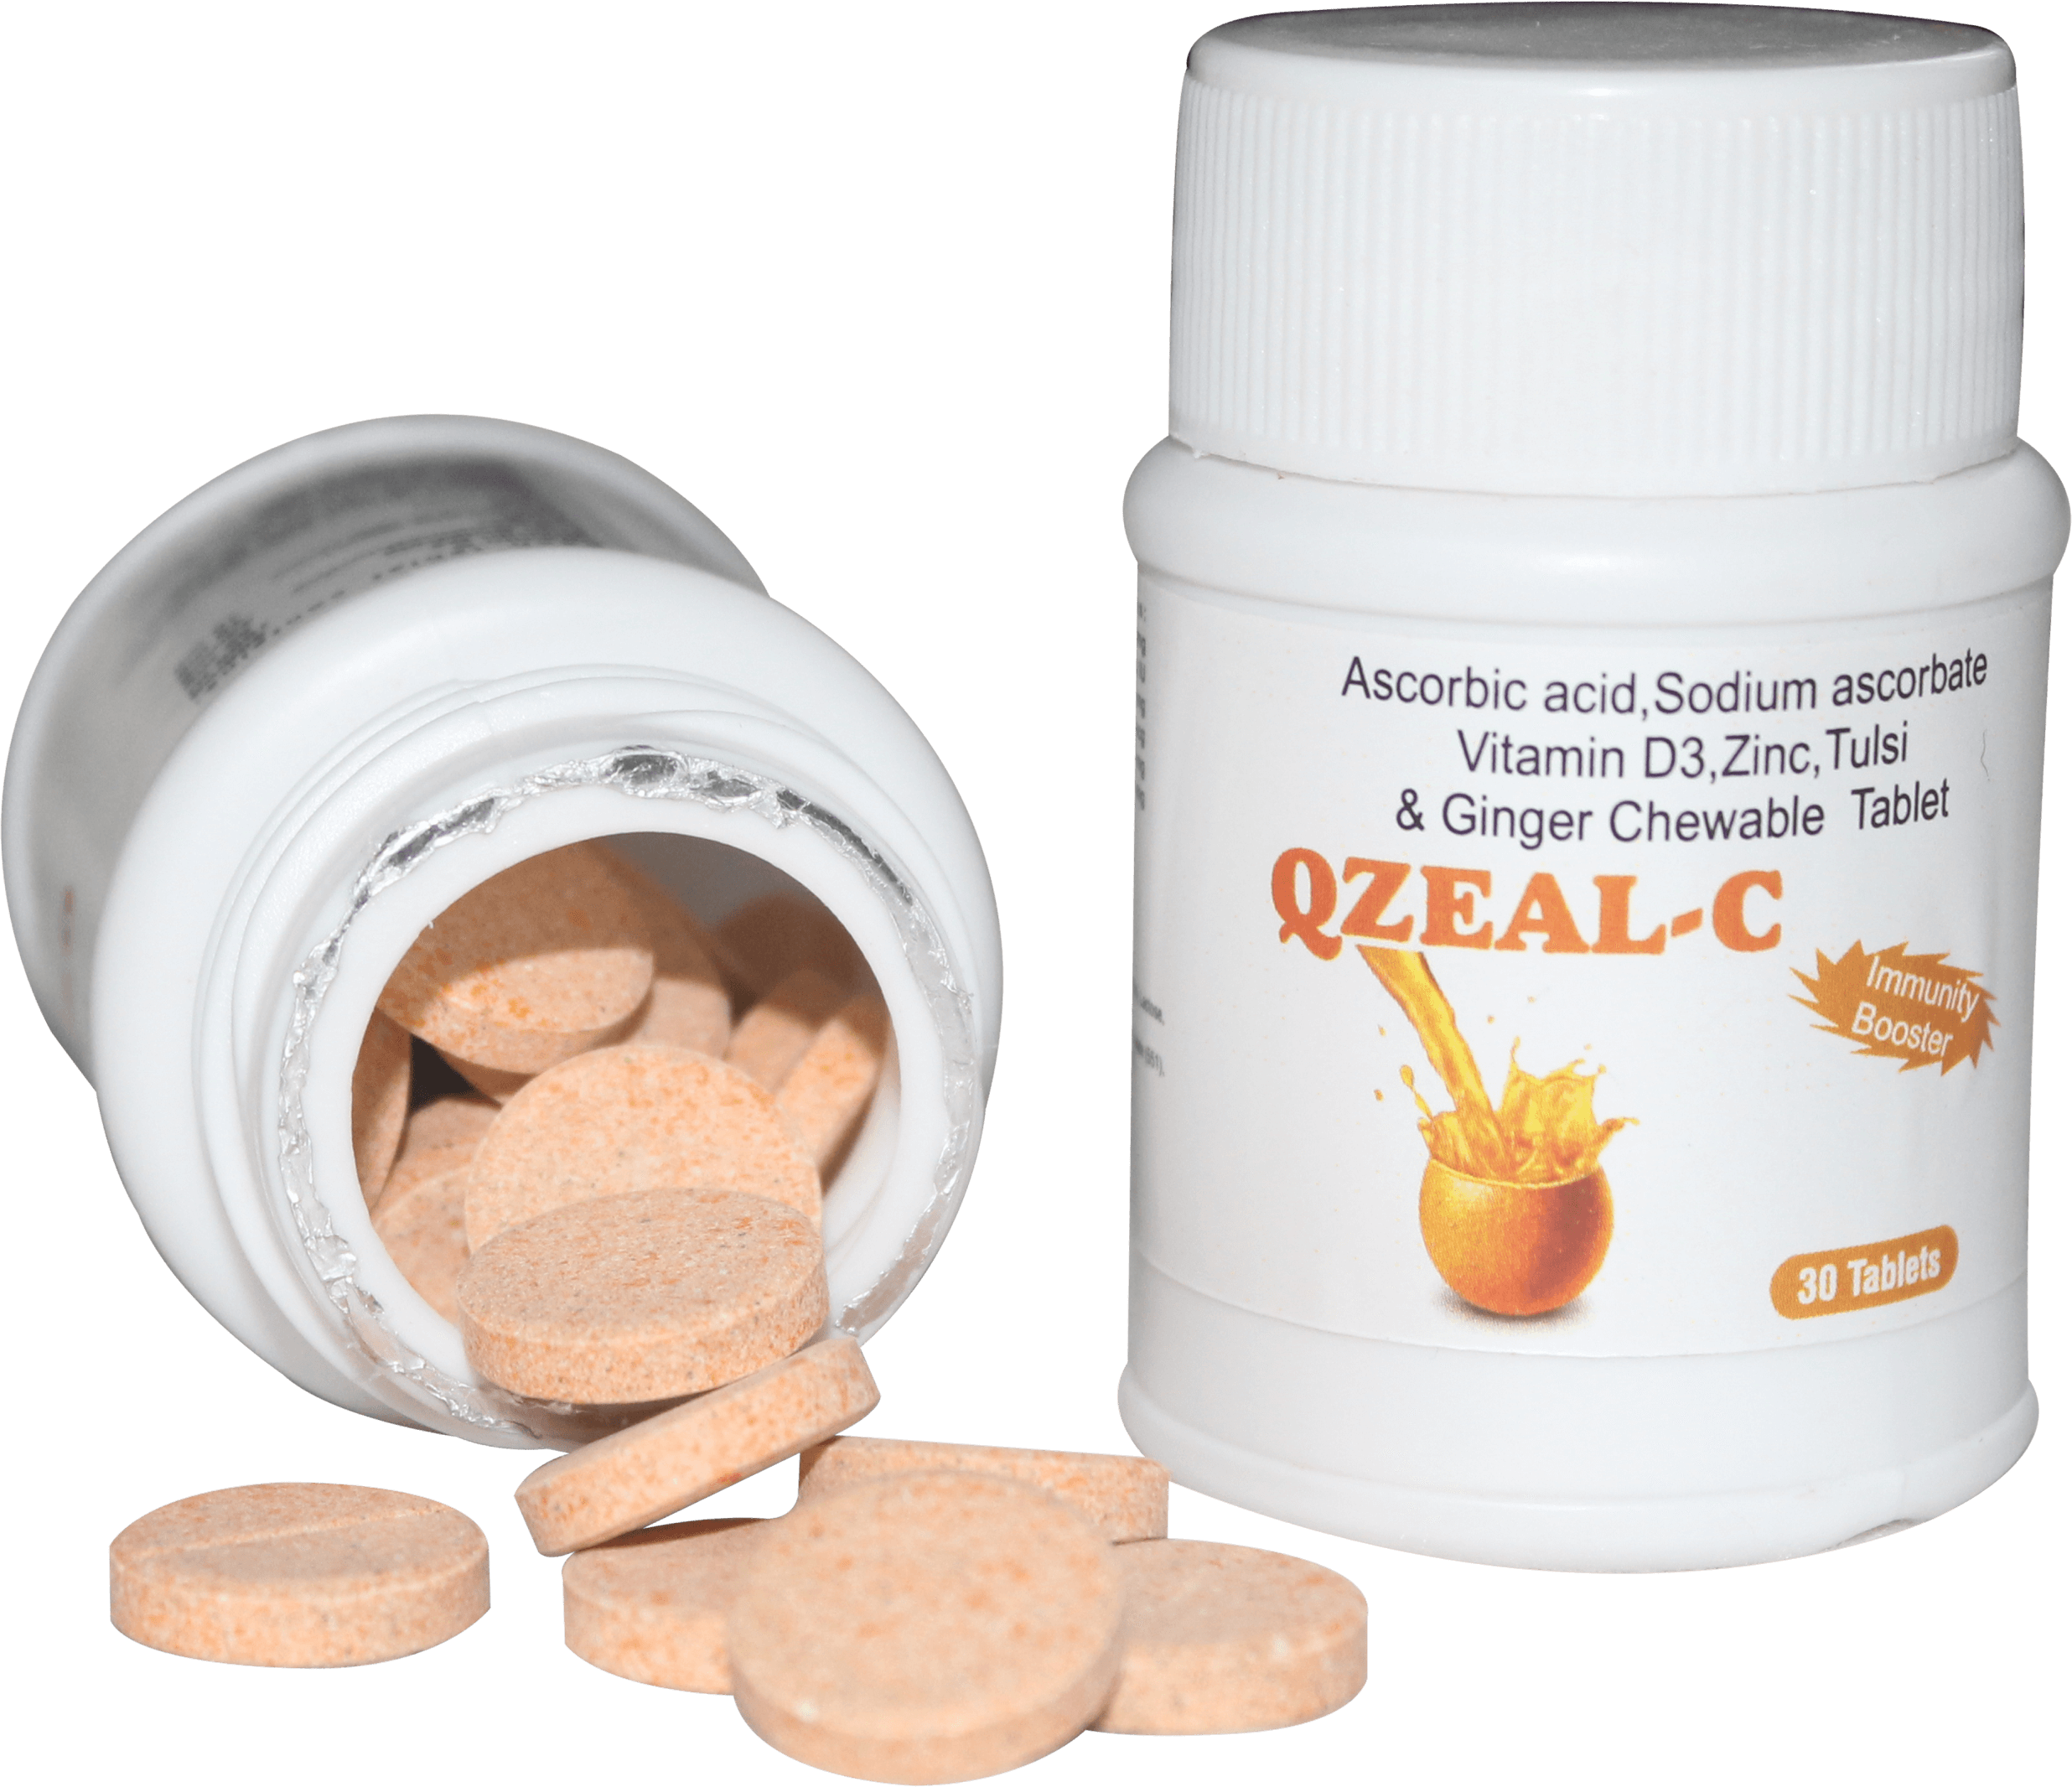 Ascorbic acid,Sodium ascorbate
Vitamin D3,Zinc,Tulsi
& Ginger Chewable Tablet
QZEAL-C
Immunity
Booster
30 Tablets